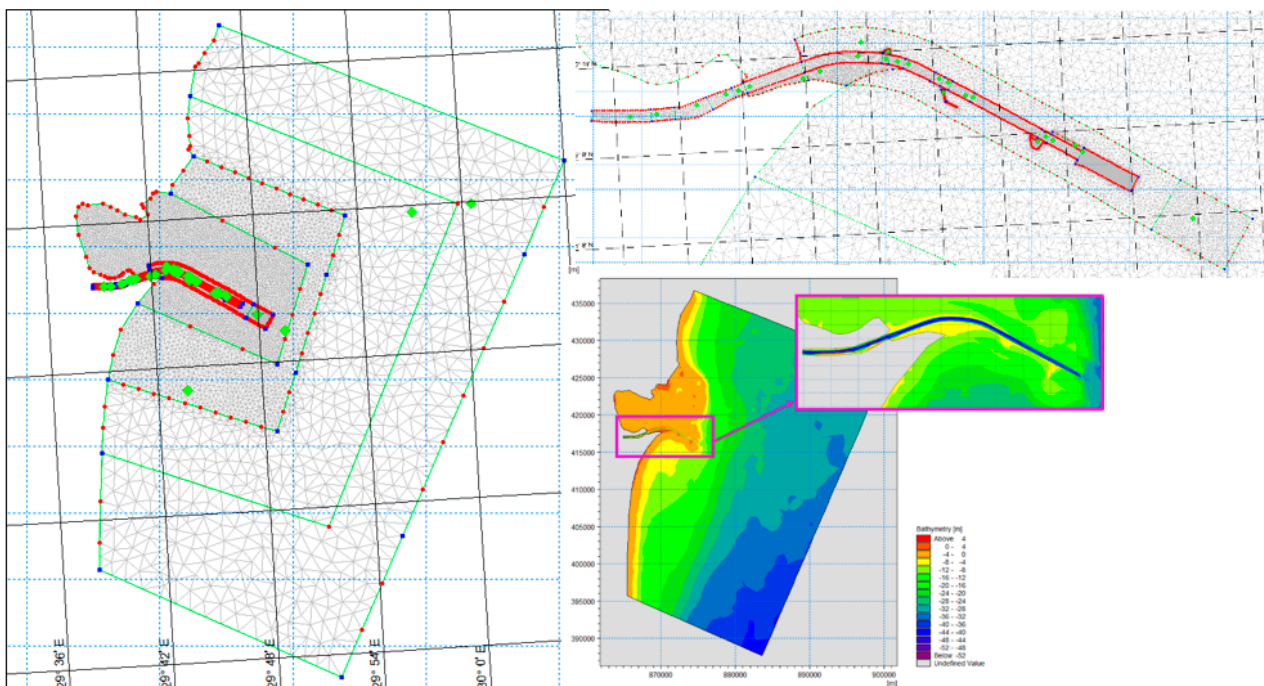 29° 36' E
29° 42' E
29° 48' E
29° 54' E
[m]
435000
430000
425000
420000
415000
410000
405000
400000
395000
390000
870000
880000
890000
900000
[m]
Bathymetry [m]
Above 4
0 - 4
-4 - 0
-8 - -4
-12 - -8
-16 - -12
-20 - -16
-24 - -20
-28 - -24
-32 - -28
-36 - -32
-40 - -36
-44 - -40
-48 - -44
-52 - -48
Below -52
Undefined Value